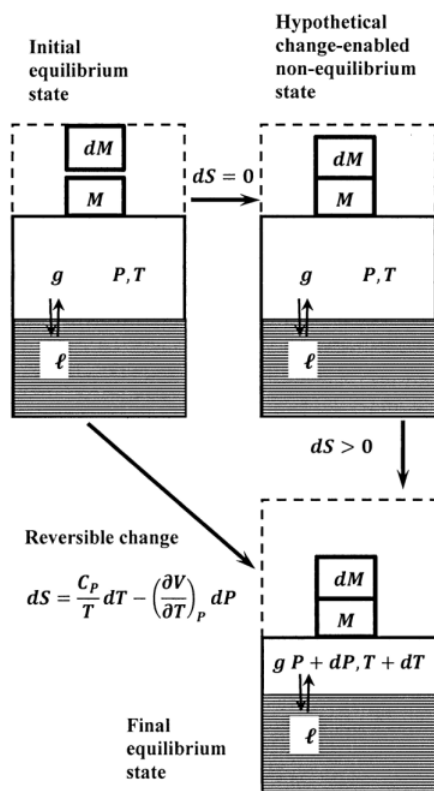 Initial
equilibrium
state
Hypothetical
change-enabled
non-equilibrium
state
dM
M
dS = 0
dM
M
g P, T
ℓ
g P, T
ℓ
dS > 0
Reversible change
dS = C_P/T dT − (∂V/∂T)_P dP
dM
M
g P + dP, T + dT
ℓ
Final
equilibrium
state